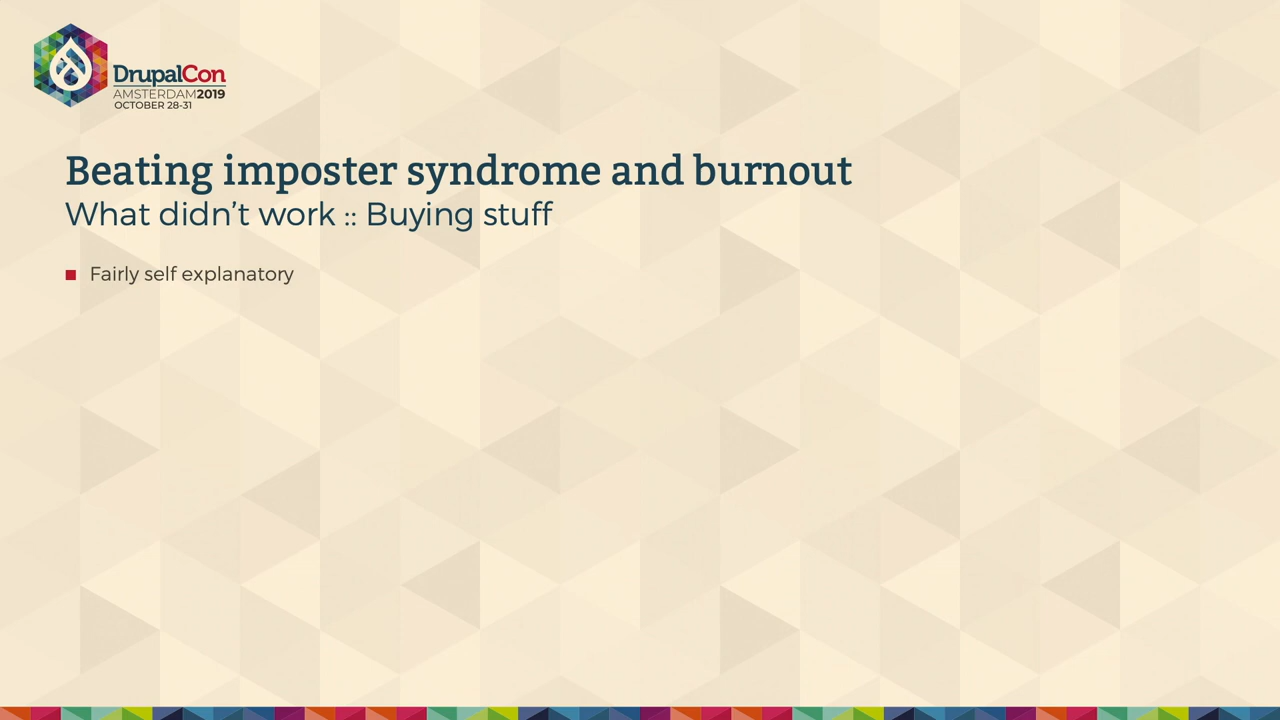 DrupalCon
AMSTERDAM2019
OCTOBER 28-31
Beating imposter syndrome and burnout
What didn’t work :: Buying stuff
Fairly self explanatory